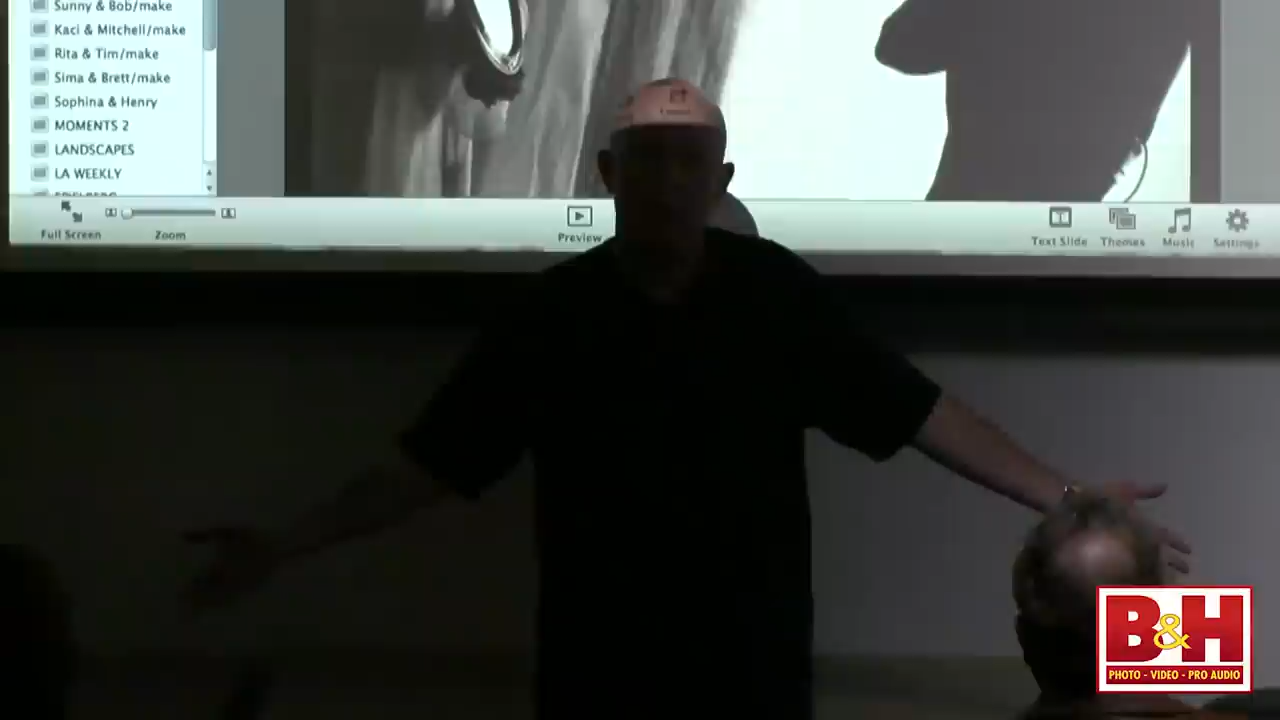 Sunny & Bob/make
Kaci & Mitchell/make
Rita & Tim/make
Sima & Brett/make
Sophina & Henry
MOMENTS 2
LANDSCAPES
LA WEEKLY
Full Screen
Zoom
Preview
Text Slide
Themes
Music
Settings
B&H
PHOTO - VIDEO - PRO AUDIO